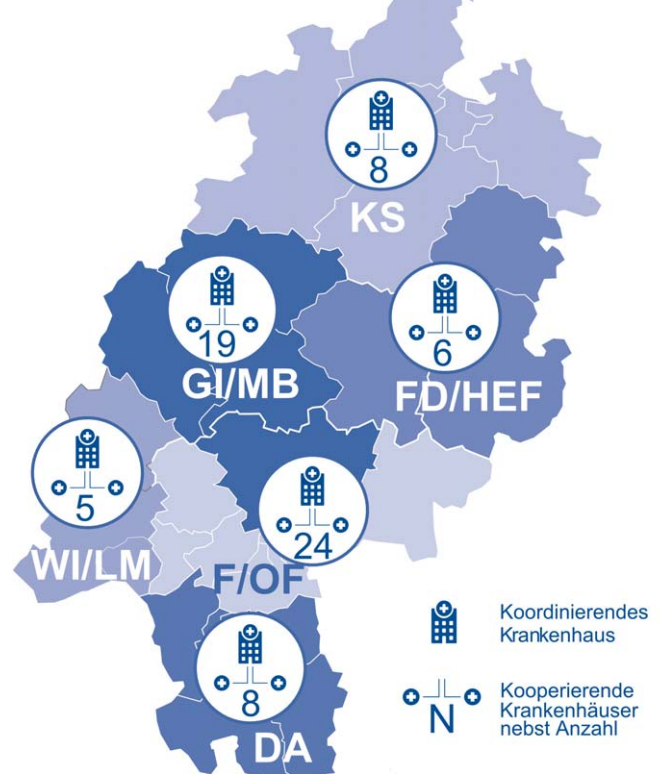 8
KS
19
GI/MB
6
FD/HEF
5
WI/LM
24
F/OF
8
DA
Koordinierendes
Krankenhaus
N
Kooperierende
Krankenhäuser
nebst Anzahl